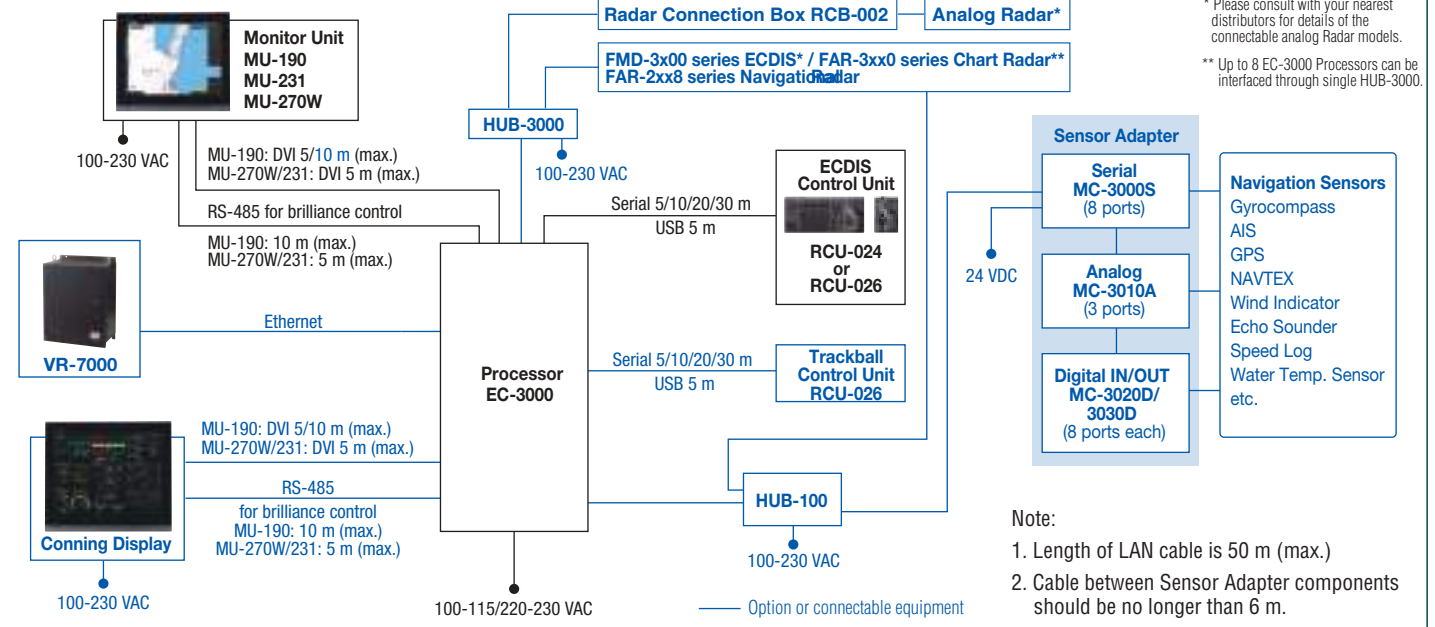 Radar Connection Box RCB-002
Analog Radar*
* Please consult with your nearest
distributors for details of the
connectable analog Radar models.
** Up to 8 EC-3000 Processors can be
interfaced through single HUB-3000.
Monitor Unit
MU-190
MU-231
MU-270W
FMD-3x00 series ECDIS* / FAR-3xx0 series Chart Radar**
FAR-2xx8 series Navigational Radar
HUB-3000
100-230 VAC
100-230 VAC
MU-190: DVI 5/10 m (max.)
MU-270W/231: DVI 5 m (max.)
RS-485 for brilliance control
MU-190: 10 m (max.)
MU-270W/231: 5 m (max.)
Serial 5/10/20/30 m
USB 5 m
ECDIS
Control Unit
RCU-024
or
RCU-026
Sensor Adapter
Serial
MC-3000S
(8 ports)
24 VDC
Analog
MC-3010A
(3 ports)
Digital IN/OUT
MC-3020D/
3030D
(8 ports each)
Navigation Sensors
Gyrocompass
AIS
GPS
NAVTEX
Wind Indicator
Echo Sounder
Speed Log
Water Temp. Sensor
etc.
VR-7000
Ethernet
Processor
EC-3000
Serial 5/10/20/30 m
USB 5 m
Trackball
Control Unit
RCU-026
MU-190: DVI 5/10 m (max.)
MU-270W/231: DVI 5 m (max.)
RS-485
for brilliance control
MU-190: 10 m (max.)
MU-270W/231: 5 m (max.)
Conning Display
100-230 VAC
HUB-100
100-230 VAC
100-115/220-230 VAC
Option or connectable equipment
Note:
1. Length of LAN cable is 50 m (max.)
2. Cable between Sensor Adapter components
should be no longer than 6 m.